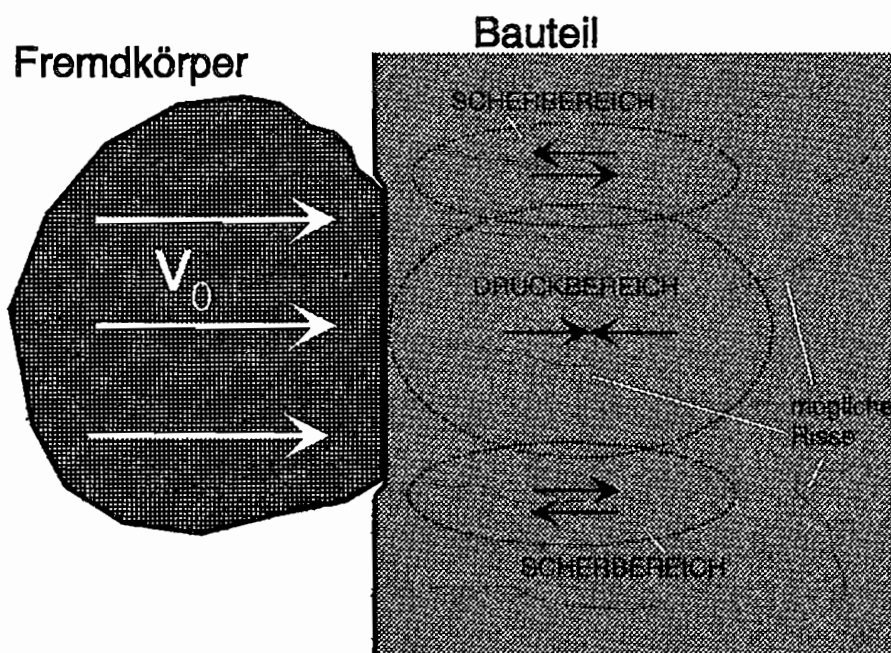 Bauteil
Fremdkörper
SCHERBEREICH
V₀
DRUCKBEREICH
mögliche
Risse
SCHERBEREICH